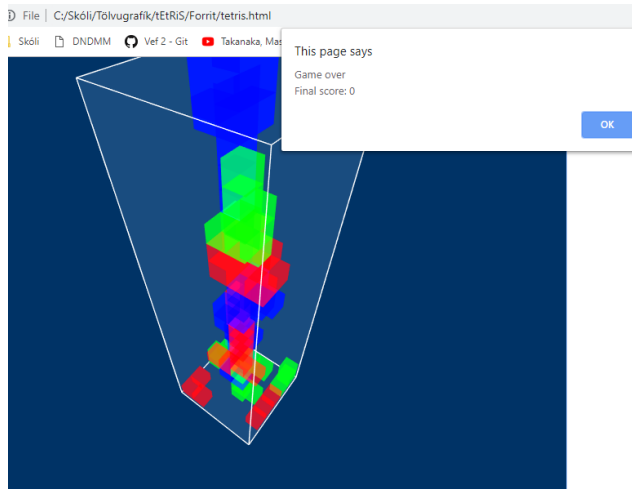 File | C:/Skóli/Tölvugrafík/tEtRiS/Forrit/tetris.html
Skóli DNDMM Vef 2 - Git Takanaka, Mas
This page says
Game over
Final score: 0
OK